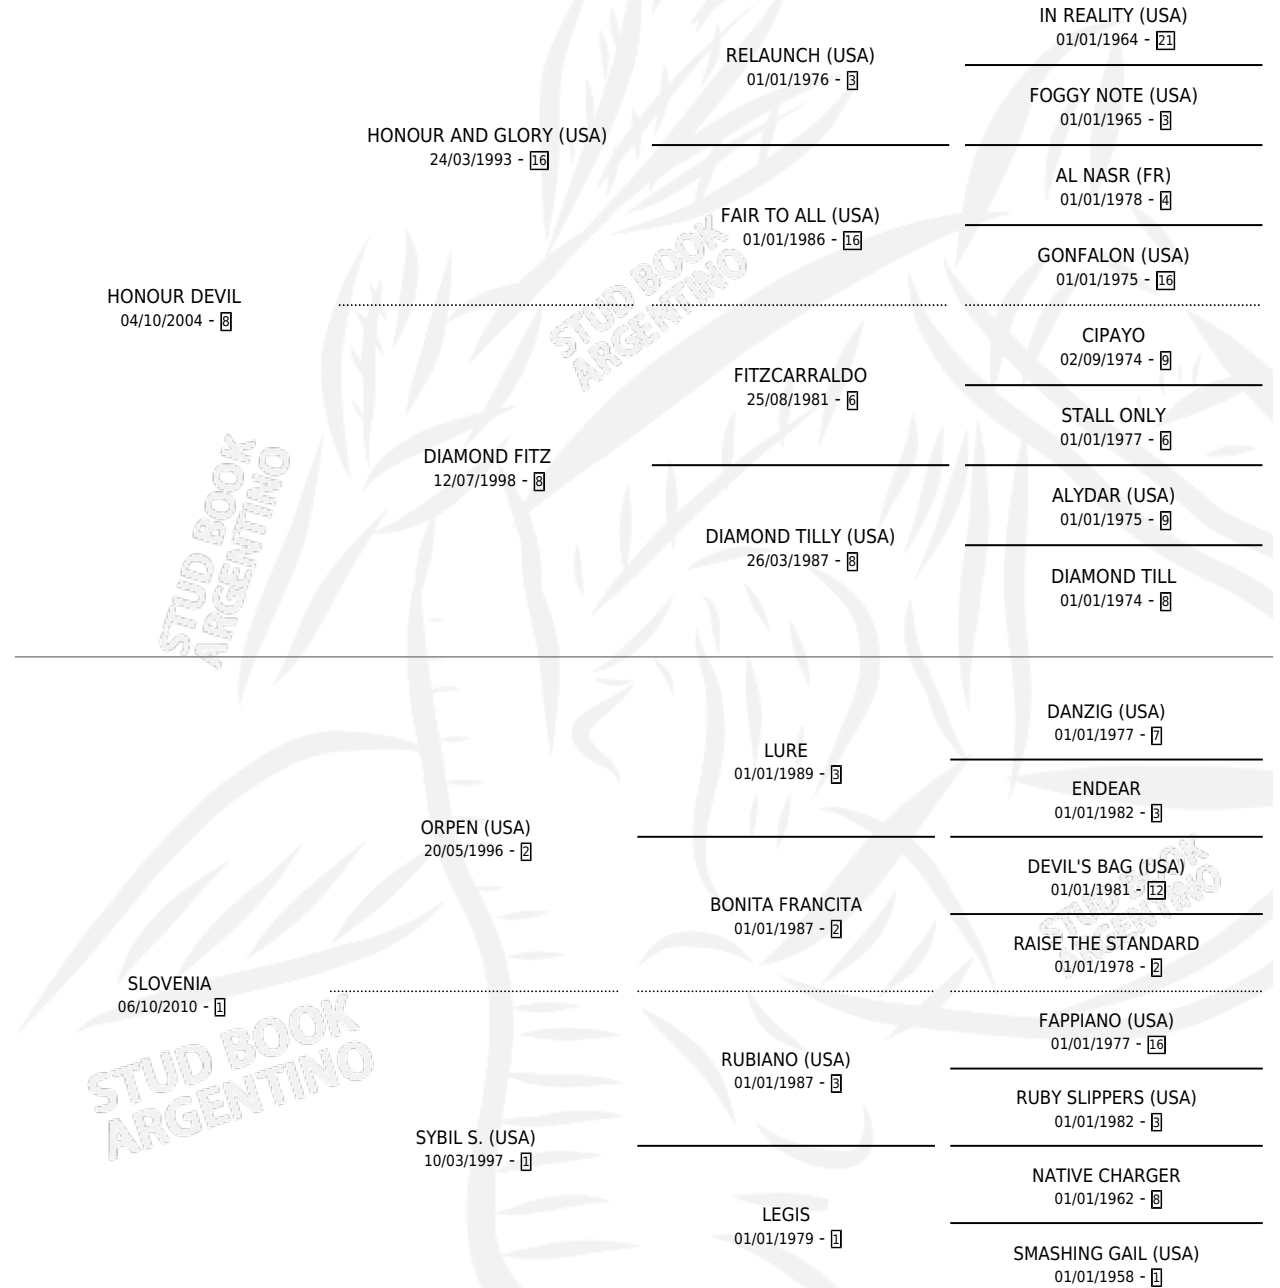 IN REALITY (USA)
01/01/1964 - 21
RELAUNCH (USA)
01/01/1976 - 3
FOGGY NOTE (USA)
01/01/1965 - 3
HONOUR AND GLORY (USA)
24/03/1993 - 16
AL NASR (FR)
01/01/1978 - 4
FAIR TO ALL (USA)
01/01/1986 - 16
GONFALON (USA)
01/01/1975 - 16
HONOUR DEVIL
04/10/2004 - 8
STUD BOOK
ARGENTINO
CIPAYO
02/09/1974 - 9
FITZCARRALDO
25/08/1981 - 6
STALL ONLY
01/01/1977 - 6
DIAMOND FITZ
12/07/1998 - 8
ALYDAR (USA)
01/01/1975 - 9
DIAMOND TILLY (USA)
26/03/1987 - 8
DIAMOND TILL
01/01/1974 - 8
STUD BOOK
ARGENTINO
DANZIG (USA)
01/01/1977 - 7
LURE
01/01/1989 - 3
ENDEAR
01/01/1982 - 3
ORPEN (USA)
20/05/1996 - 2
DEVIL'S BAG (USA)
01/01/1981 - 12
BONITA FRANCITA
01/01/1987 - 2
STUD BOOK
ARGENTINO
RAISE THE STANDARD
01/01/1978 - 2
SLOVENIA
06/10/2010 - 1
FAPPIANO (USA)
01/01/1977 - 16
RUBIANO (USA)
01/01/1987 - 3
STUD BOOK
ARGENTINO
RUBY SLIPPERS (USA)
01/01/1982 - 3
SYBIL S. (USA)
10/03/1997 - 1
NATIVE CHARGER
01/01/1962 - 8
LEGIS
01/01/1979 - 1
SMASHING GAIL (USA)
01/01/1958 - 1